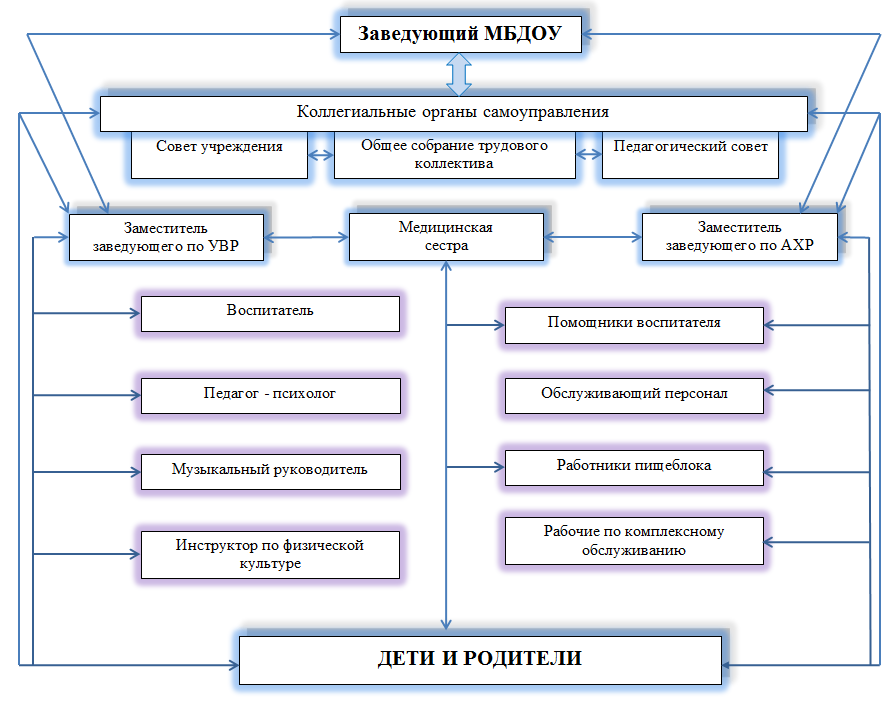 Заведующий МБДОУ
Коллегиальные органы самоуправления
Совет учреждения
Общее собрание трудового
коллектива
Педагогический совет
Заместитель
заведующего по УВР
Медицинская
сестра
Заместитель
заведующего по АХР
Воспитатель
Помощники воспитателя
Педагог - психолог
Обслуживающий персонал
Музыкальный руководитель
Работники пищеблока
Инструктор по физической
культуре
Рабочие по комплексному
обслуживанию
ДЕТИ И РОДИТЕЛИ